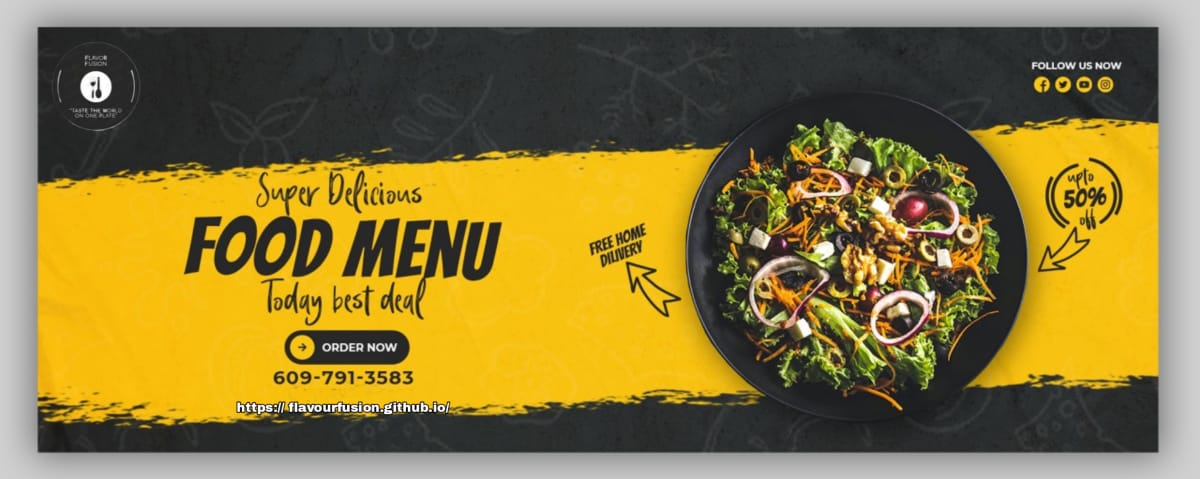 FLAVOR
FUSION
"TASTE THE WORLD
ON ONE PLATE"
FOLLOW US NOW
Super Delicious
FOOD MENU
Today best deal
ORDER NOW
609-791-3583
https:// flavourfusion.github.io/
FREE HOME
DILIVERY
upto
50%
off